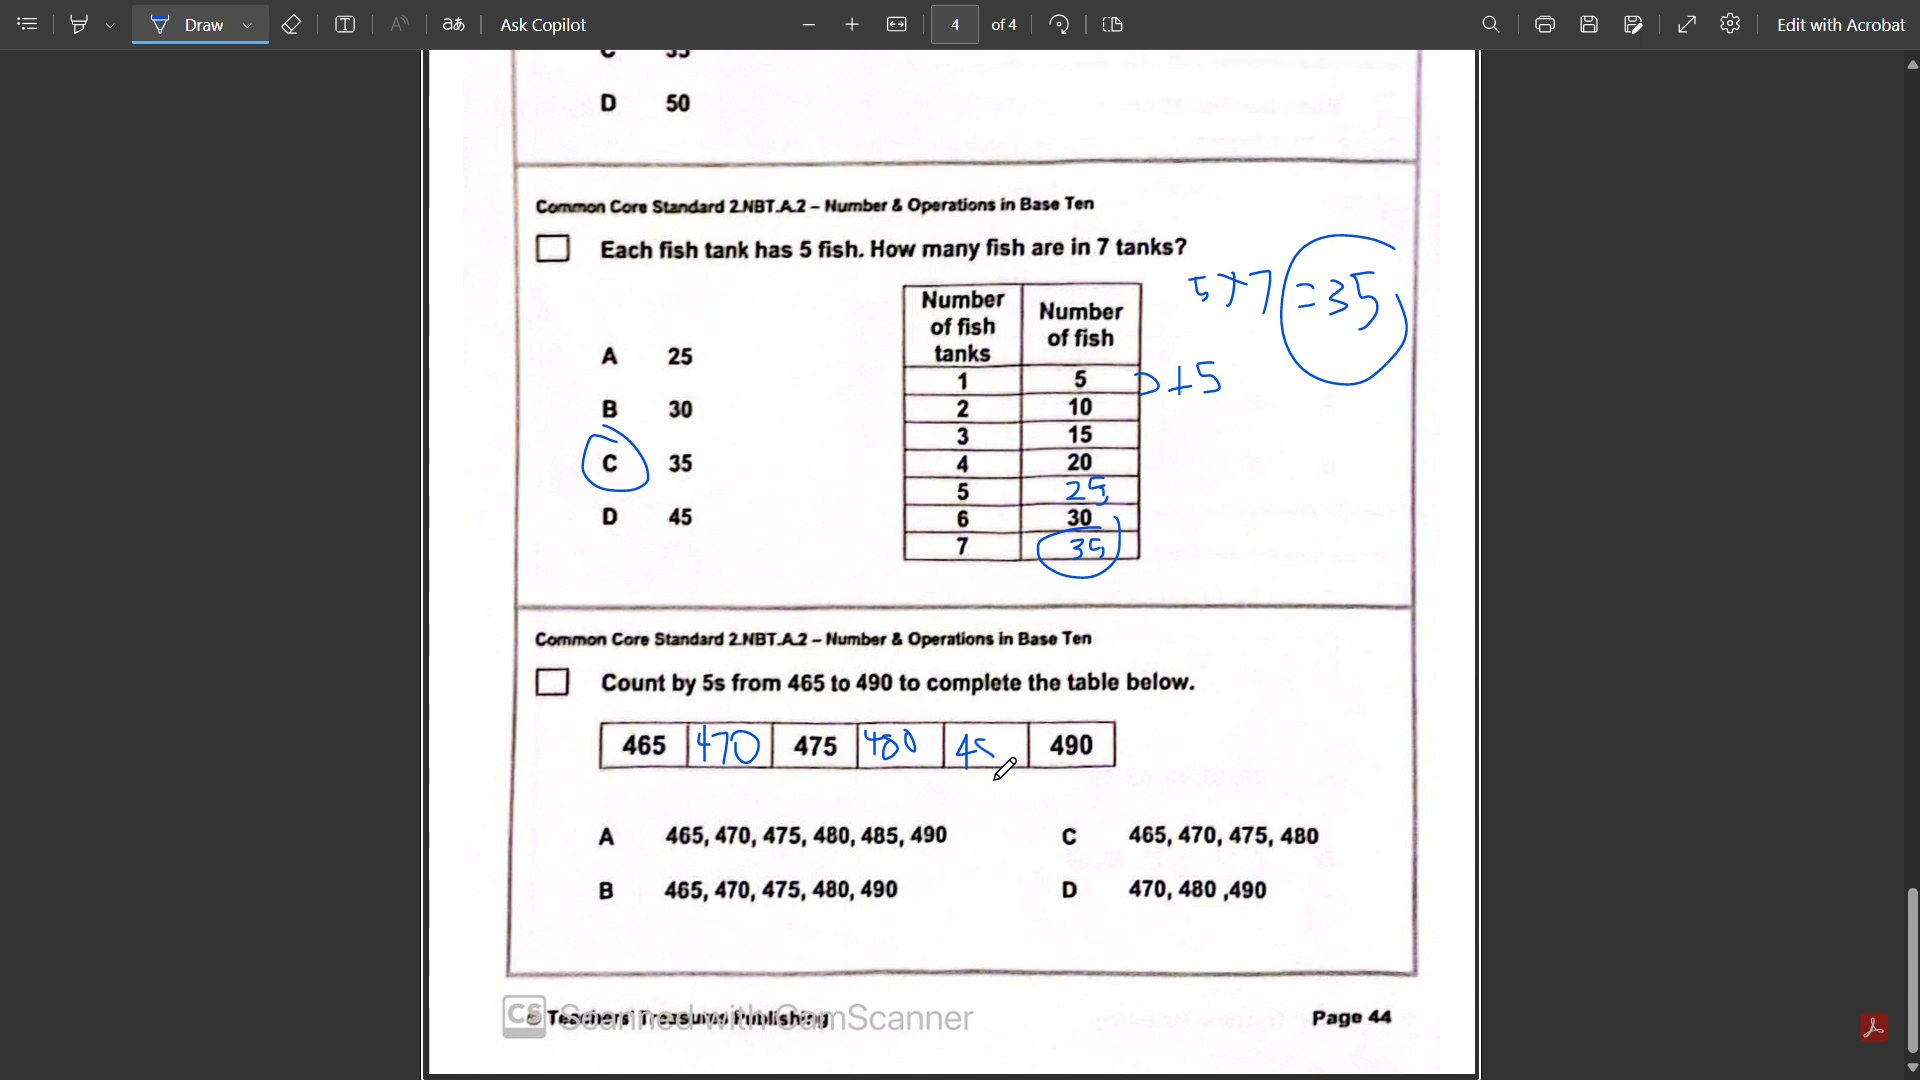 Draw
Ask Copilot
4 of 4
Edit with Acrobat
D 50
Common Core Standard 2.NBT.A.2 – Number & Operations in Base Ten
Each fish tank has 5 fish. How many fish are in 7 tanks?
5×7 =35
A 25
B 30
C 35
D 45
Number of fish tanks Number of fish
1 5 +5
2 10
3 15
4 20
5 25
6 30
7 35
Common Core Standard 2.NBT.A.2 – Number & Operations in Base Ten
Count by 5s from 465 to 490 to complete the table below.
465 470 475 480 490
A 465, 470, 475, 480, 485, 490
B 465, 470, 475, 480, 490
C 465, 470, 475, 480
D 470, 480 ,490
CS Scanned with CamScanner
© Teachers' Treasures Publishing
Page 44